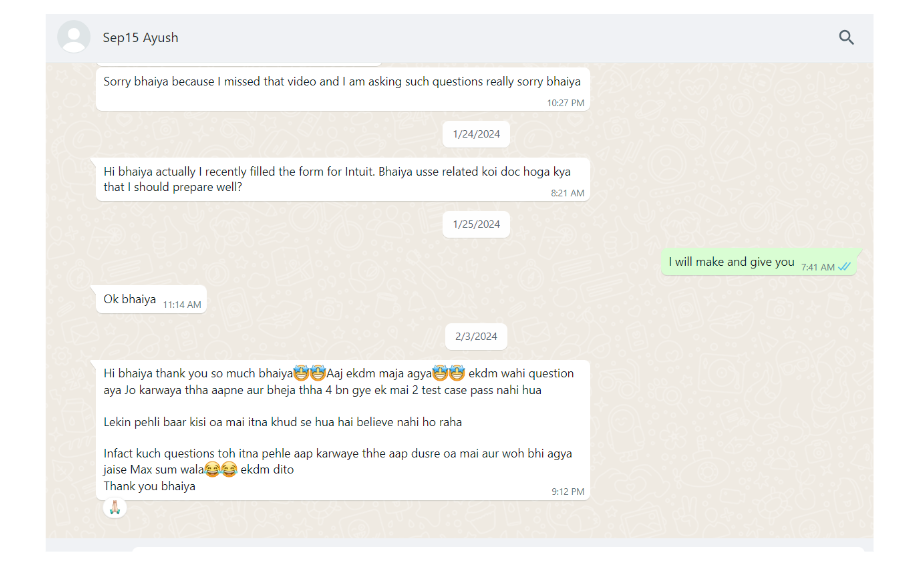 Sep15 Ayush
Sorry bhaiya because I missed that video and I am asking such questions really sorry bhaiya
10:27 PM
1/24/2024
Hi bhaiya actually I recently filled the form for Intuit. Bhaiya usse related koi doc hoga kya
that I should prepare well?
8:21 AM
1/25/2024
I will make and give you 7:41 AM
Ok bhaiya 11:14 AM
2/3/2024
Hi bhaiya thank you so much bhaiya😇😇Aaj ekdm maja agya😇😇 ekdm wahi question
aya Jo karwaya thha aapne aur bheja thha 4 bn gye ek mai 2 test case pass nahi hua
Lekin pehli baar kisi oa mai itna khud se hua hai believe nahi ho raha
Infact kuch questions toh itna pehle aap karwaye thhe aap dusre oa mai aur woh bhi agya
jaise Max sum wala😂😂 ekdm dito
Thank you bhaiya
9:12 PM